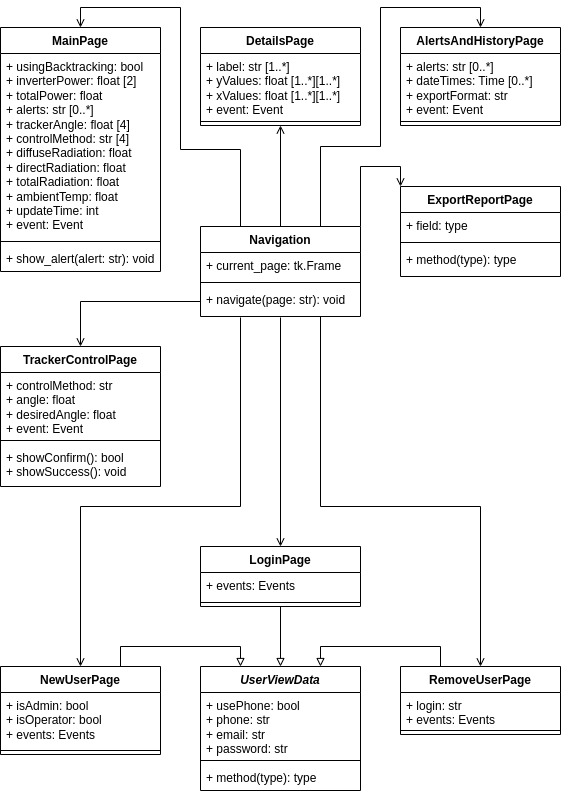 MainPage
+ usingBacktracking: bool
+ inverterPower: float [2]
+ totalPower: float
+ alerts: str [0..*]
+ trackerAngle: float [4]
+ controlMethod: str [4]
+ diffuseRadiation: float
+ directRadiation: float
+ totalRadiation: float
+ ambientTemp: float
+ updateTime: int
+ event: Event
+ show_alert(alert: str): void
DetailsPage
+ label: str [1..*]
+ yValues: float [1..*][1..*]
+ xValues: float [1..*][1..*]
+ event: Event
AlertsAndHistoryPage
+ alerts: str [0..*]
+ dateTimes: Time [0..*]
+ exportFormat: str
+ event: Event
ExportReportPage
+ field: type
+ method(type): type
Navigation
+ current_page: tk.Frame
+ navigate(page: str): void
TrackerControlPage
+ controlMethod: str
+ angle: float
+ desiredAngle: float
+ event: Event
+ showConfirm(): bool
+ showSuccess(): void
LoginPage
+ events: Events
NewUserPage
+ isAdmin: bool
+ isOperator: bool
+ events: Events
UserViewData
+ usePhone: bool
+ phone: str
+ email: str
+ password: str
+ method(type): type
RemoveUserPage
+ login: str
+ events: Events